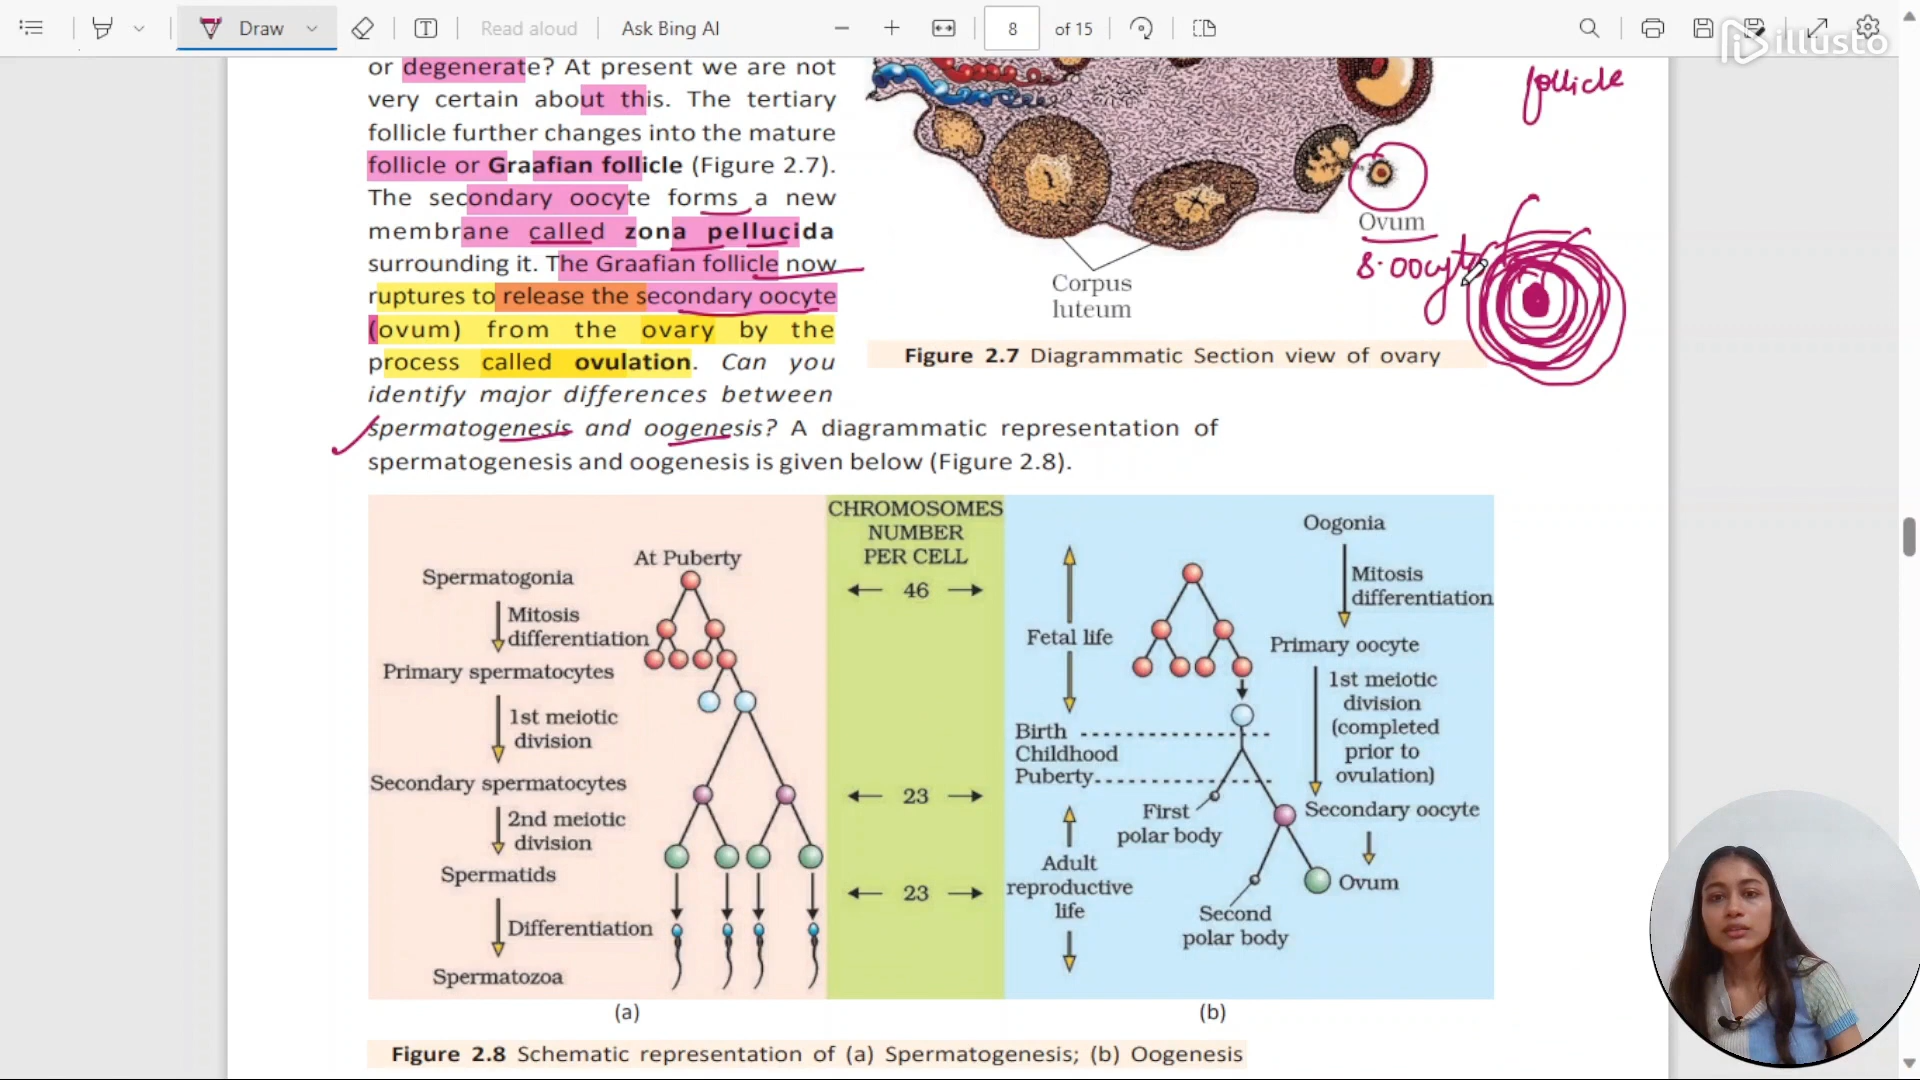 Draw
Read aloud
Ask Bing AI
8
of 15
illusto
or degenerate? At present we are not
very certain about this. The tertiary
follicle further changes into the mature
follicle or Graafian follicle (Figure 2.7).
The secondary oocyte forms a new
membrane called zona pellucida
surrounding it. The Graafian follicle now
ruptures to release the secondary oocyte
(ovum) from the ovary by the
process called ovulation. Can you
identify major differences between
spermatogenesis and oogenesis? A diagrammatic representation of
spermatogenesis and oogenesis is given below (Figure 2.8).
follicle
Ovum
s.oocyte
Corpus
luteum
Figure 2.7 Diagrammatic Section view of ovary
At Puberty
Spermatogonia
Mitosis
differentiation
Primary spermatocytes
1st meiotic
division
Secondary spermatocytes
2nd meiotic
division
Spermatids
Differentiation
Spermatozoa
(a)
CHROMOSOMES
NUMBER
PER CELL
46
23
23
Fetal life
Birth
Childhood
Puberty
Adult
reproductive
life
First
polar body
Second
polar body
Oogonia
Mitosis
differentiation
Primary oocyte
1st meiotic
division
(completed
prior to
ovulation)
Secondary oocyte
Ovum
(b)
Figure 2.8 Schematic representation of (a) Spermatogenesis; (b) Oogenesis